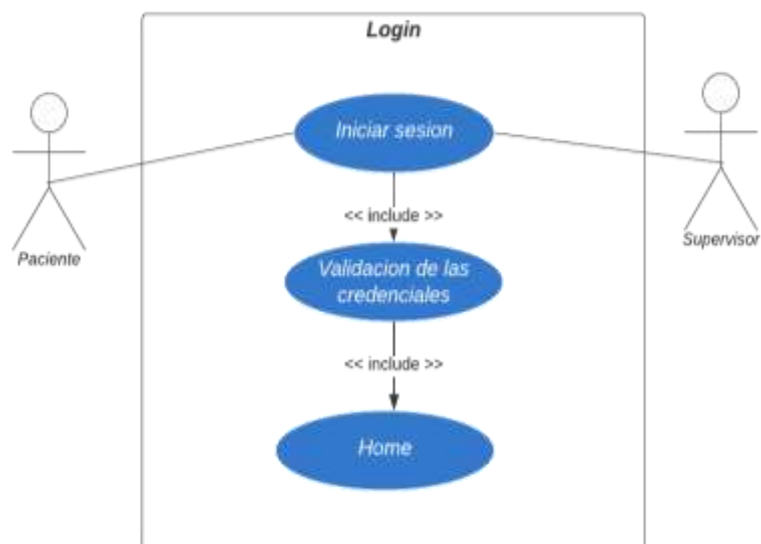 Login
Iniciar sesion
<< include >>
Paciente
Supervisor
Validacion de las
credenciales
<< include >>
Home